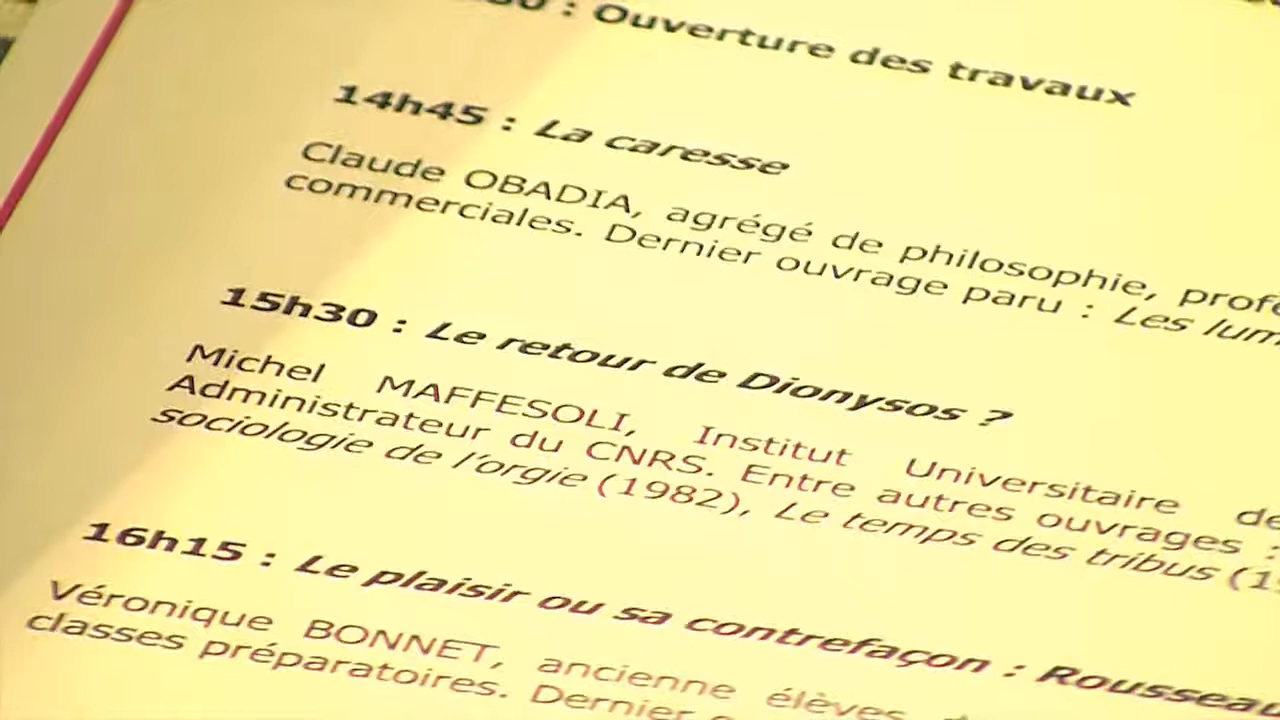 : Ouverture des travaux
14h45 : La caresse
Claude OBADIA, agrégé de philosophie,
commerciales. Dernier ouvrage paru : Les
15h30 : Le retour de Dionysos ?
Michel MAFFESOLI, Institut Universitaire de
Administrateur du CNRS. Entre autres ouvrages :
sociologie de l'orgie (1982), Le temps des tribus
16h15 : Le plaisir ou sa contrefaçon : Rousseau
Véronique BONNET, ancienne élèves
classes préparatoires. Dernier